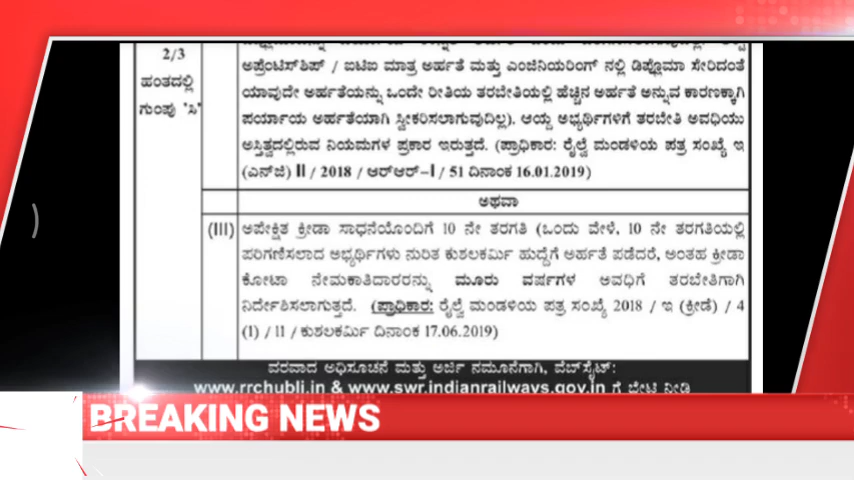 2/3
ಹಂತದಲ್ಲಿ
ಗುಂಪು 'ಸಿ'
ಅಪ್ರೆಂಟಿಸ್‌ಶಿಪ್ / ಐಟಿಐ ಮಾತ್ರ ಅರ್ಹತೆ ಮತ್ತು ಎಂಜಿನಿಯರಿಂಗ್ ನಲ್ಲಿ ಡಿಪ್ಲೊಮಾ ಸೇರಿದಂತೆ
ಯಾವುದೇ ಅರ್ಹತೆಯನ್ನು ಒಂದೇ ರೀತಿಯ ತರಬೇತಿಯಲ್ಲಿ ಹೆಚ್ಚಿನ ಅರ್ಹತೆ ಅನ್ನುವ ಕಾರಣಕ್ಕಾಗಿ
ಪರ್ಯಾಯ ಅರ್ಹತೆಯಾಗಿ ಸ್ವೀಕರಿಸಲಾಗುವುದಿಲ್ಲ). ಆಯ್ದ ಅಭ್ಯರ್ಥಿಗಳಿಗೆ ತರಬೇತಿ ಅವಧಿಯು
ಅಸ್ತಿತ್ವದಲ್ಲಿರುವ ನಿಯಮಗಳ ಪ್ರಕಾರ ಇರುತ್ತದೆ. (ಪ್ರಾಧಿಕಾರ: ರೈಲ್ವೆ ಮಂಡಳಿಯ ಪತ್ರ ಸಂಖ್ಯೆ ಇ
(ಎನ್‌ಜಿ) II / 2018 / ಆರ್‌ಆರ್–I / 51 ದಿನಾಂಕ 16.01.2019)
ಅಥವಾ
(III) ಅಪೇಕ್ಷಿತ ಕ್ರೀಡಾ ಸಾಧನೆಯೊಂದಿಗೆ 10 ನೇ ತರಗತಿ (ಒಂದು ವೇಳೆ, 10 ನೇ ತರಗತಿಯಲ್ಲಿ
ಪರಿಗಣಿಸಲಾದ ಅಭ್ಯರ್ಥಿಗಳು ನುರಿತ ಕುಶಲಕರ್ಮಿ ಹುದ್ದೆಗೆ ಅರ್ಹತೆ ಪಡೆದರೆ, ಅಂತಹ ಕ್ರೀಡಾ
ಕೋಟಾ ನೇಮಕಾತಿದಾರರನ್ನು ಮೂರು ವರ್ಷಗಳ ಅವಧಿಗೆ ತರಬೇತಿಗಾಗಿ
ನಿರ್ದೇಶಿಸಲಾಗುತ್ತದೆ. (ಪ್ರಾಧಿಕಾರ: ರೈಲ್ವೆ ಮಂಡಳಿಯ ಪತ್ರ ಸಂಖ್ಯೆ 2018 / ಇ (ಕ್ರೀಡೆ) / 4
(1) / 11 / ಕುಶಲಕರ್ಮಿ ದಿನಾಂಕ 17.06.2019)
ವರವಾದ ಅಧಿಸೂಚನೆ ಮತ್ತು ಅರ್ಜಿ ನಮೂನೆಗಾಗಿ, ವೆಬ್‌ಸೈಟ್:
www.rrchubli.in & www.swr.indianrailways.gov.in ಗೆ ಭೇಟಿ ನೀಡಿ
BREAKING NEWS